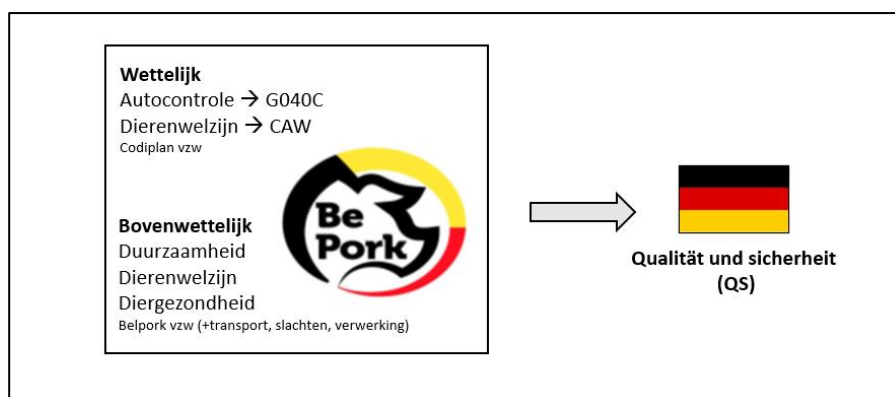 Wettelijk
Autocontrole → G040C
Dierenwelzijn → CAW
Codiplan vzw
Be
Pork
Bovenwettelijk
Duurzaamheid
Dierenwelzijn
Diergezondheid
Belpork vzw (+transport, slachten, verwerking)
Qualität und sicherheit
(QS)